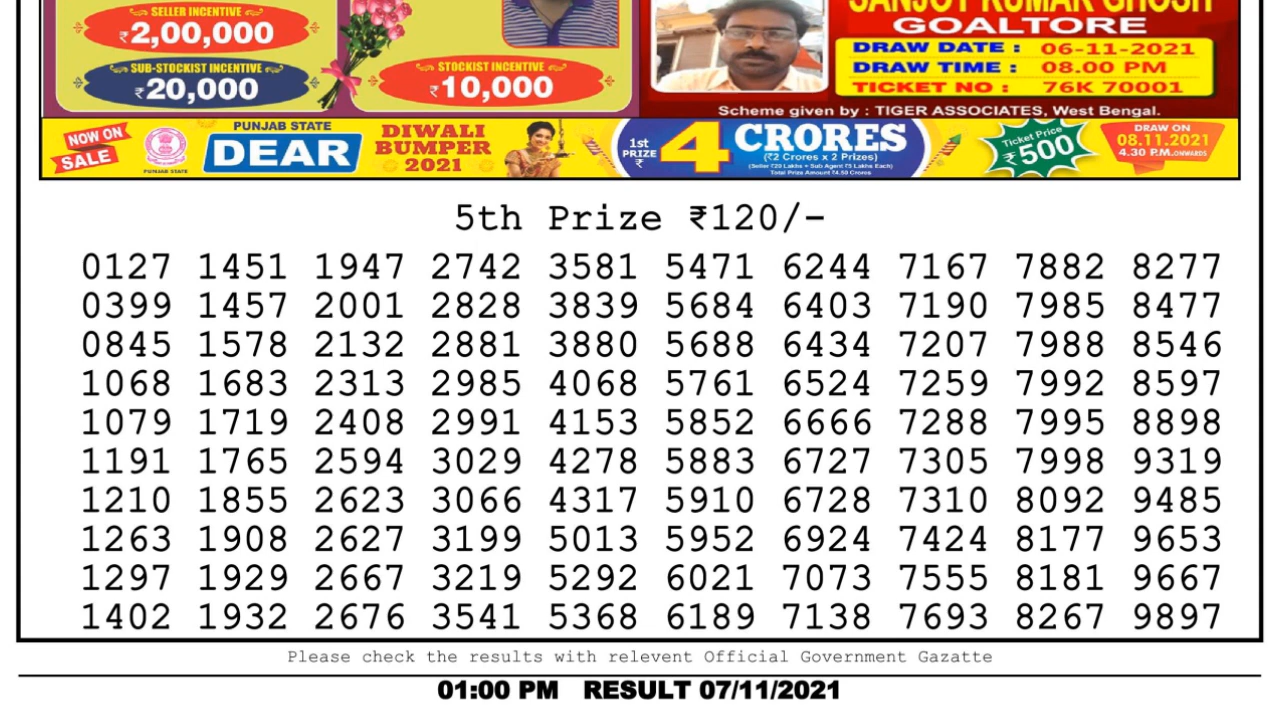 SELLER INCENTIVE
₹2,00,000
SUB-STOCKIST INCENTIVE
₹20,000
STOCKIST INCENTIVE
₹10,000
SANJOY KUMAR GHOSH
GOALTORE
DRAW DATE : 06-11-2021
DRAW TIME : 08.00 PM
TICKET NO : 76K 70001
Scheme given by : TIGER ASSOCIATES, West Bengal.
NOW ON
SALE
PUNJAB STATE
PUNJAB STATE
DEAR
DIWALI
BUMPER
2021
1st
PRIZE
₹
4 CRORES
(₹2 Crores x 2 Prizes)
(Seller ₹20 Lakhs + Sub Agent ₹5 Lakhs Each)
Total Prize Amount ₹4.50 Crores
Ticket Price
₹500
DRAW ON
08.11.2021
4.30 P.M.ONWARDS
5th Prize ₹120/-
0127 1451 1947 2742 3581 5471 6244 7167 7882 8277
0399 1457 2001 2828 3839 5684 6403 7190 7985 8477
0845 1578 2132 2881 3880 5688 6434 7207 7988 8546
1068 1683 2313 2985 4068 5761 6524 7259 7992 8597
1079 1719 2408 2991 4153 5852 6666 7288 7995 8898
1191 1765 2594 3029 4278 5883 6727 7305 7998 9319
1210 1855 2623 3066 4317 5910 6728 7310 8092 9485
1263 1908 2627 3199 5013 5952 6924 7424 8177 9653
1297 1929 2667 3219 5292 6021 7073 7555 8181 9667
1402 1932 2676 3541 5368 6189 7138 7693 8267 9897
Please check the results with relevent Official Government Gazatte
01:00 PM RESULT 07/11/2021